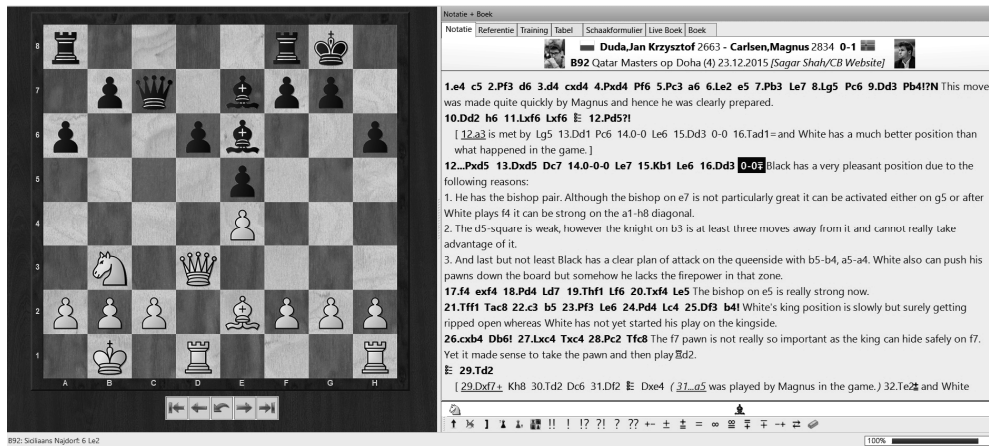 Notatie + Boek
Notatie Referentie Training Tabel Schaakformulier Live Boek Boek
Duda,Jan Krzysztof 2663 - Carlsen,Magnus 2834 0-1
B92 Qatar Masters op Doha (4) 23.12.2015 [Sagar Shah/CB Website]
1.e4 c5 2.Pf3 d6 3.d4 cxd4 4.Pxd4 Pf6 5.Pc3 a6 6.Le2 e5 7.Pb3 Le7 8.Lg5 Pc6 9.Dd3 Pb4!?N This move
was made quite quickly by Magnus and hence he was clearly prepared.
10.Dd2 h6 11.Lxf6 Lxf6 12.Pd5?!
[ 12.a3 is met by Lg5 13.Dd1 Pc6 14.0-0 Le6 15.Dd3 0-0 16.Tad1= and White has a much better position than
what happened in the game. ]
12...Pxd5 13.Dxd5 Dc7 14.0-0-0 Le7 15.Kb1 Le6 16.Dd3 0-0∓ Black has a very pleasant position due to the
following reasons:
1. He has the bishop pair. Although the bishop on e7 is not particularly great it can be activated either on g5 or after
White plays f4 it can be strong on the a1-h8 diagonal.
2. The d5-square is weak, however the knight on b3 is at least three moves away from it and cannot really take
advantage of it.
3. And last but not least Black has a clear plan of attack on the queenside with b5-b4, a5-a4. White also can push his
pawns down the board but somehow he lacks the firepower in that zone.
17.f4 exf4 18.Pd4 Ld7 19.Thf1 Lf6 20.Txf4 Le5 The bishop on e5 is really strong now.
21.Tff1 Tac8 22.c3 b5 23.Pf3 Le6 24.Pd4 Lc4 25.Df3 b4! White's king position is slowly but surely getting
ripped open whereas White has not yet started his play on the kingside.
26.cxb4 Db6! 27.Lxc4 Txc4 28.Pc2 Tfc8 The f7 pawn is not really so important as the king can hide safely on f7.
Yet it made sense to take the pawn and then play ♖d2.
29.Td2
[ 29.Dxf7+ Kh8 30.Td2 Dc6 31.Df2 Dxe4 ( 31...a5 was played by Magnus in the game. ) 32.Te2± and White
8
7
6
5
4
3
2
1
A B C D E F G H
!! ! !? ?! ? ?? +- ± ⩲ = ∞ ⩱ ∓ -+ ⇄
B92: Siciliaans Najdorf: 6 Le2
100%